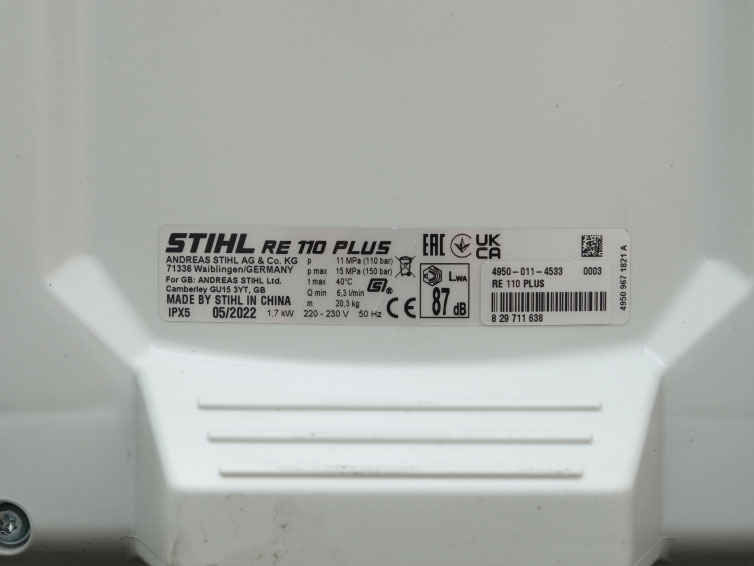 STIHL RE 110 PLUS
ANDREAS STIHL AG & Co. KG
71336 Waiblingen/GERMANY
For GB: ANDREAS STIHL Ltd.
Camberley GU15 3YT, GB
MADE BY STIHL IN CHINA
IPX5 05/2022 1,7 kW 220 - 230 V 50 Hz
p 11 MPa (110 bar)
p max 15 MPa (150 bar)
t max 40°C
Q min 6,3 l/min
m 20,3 kg
EAC UK
CA
CE
LWA
87 dB
4950-011-4533 0003
RE 110 PLUS
8 29 711 638
4950 967 1821 A